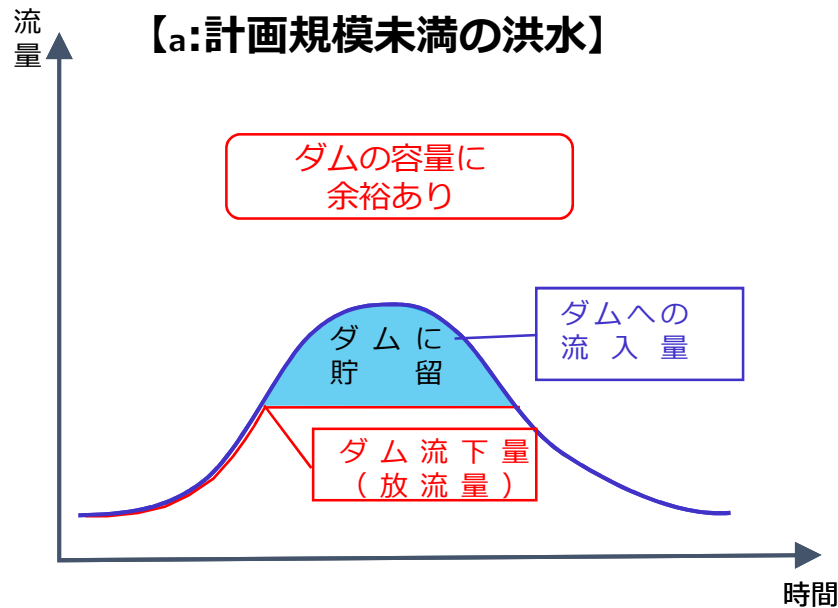 流量
【a:計画規模未満の洪水】
ダムの容量に
余裕あり
ダムへの
流入量
ダムに
貯留
ダム流下量
(放流量)
時間